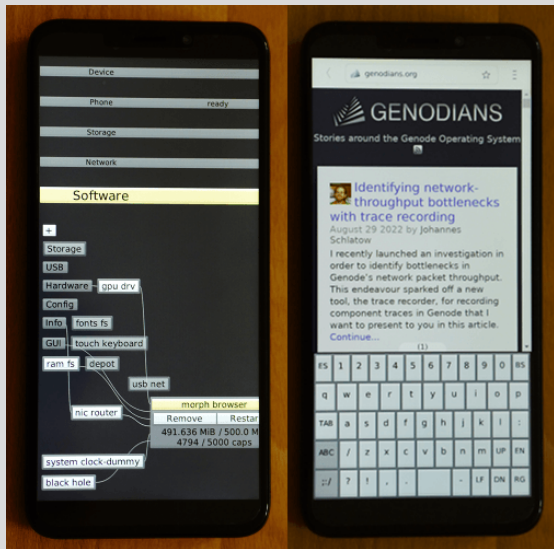 Device
Phone ready
Storage
Network
Software
+
Storage
USB
Hardware gpu drv
Config
Info fonts fs
GUI touch keyboard
ram fs depot
usb net
morph browser
nic router
Remove Restar
491.636 MiB / 500.0 M
4794 / 5000 caps
system clock-dummy
black hole
genodians.org
GENODIANS
Stories around the Genode Operating System
Identifying network-
throughput bottlenecks
with trace recording
August 29 2022 by Johannes
Schlatow
I recently launched an investigation in
order to identify bottlenecks in
Genode's network packet throughput.
This endeavour sparked off a new
tool, the trace recorder, for recording
component traces in Genode that I
want to present to you in this article.
Continue...
(1)
ES 1 2 3 4 5 6 7 8 9 0 BS
q w e r t y u i o p
TAB a s d f g h j k l :
ABC / z x c v b n m UP EN
;:/ ? ! , . - LF DN RG